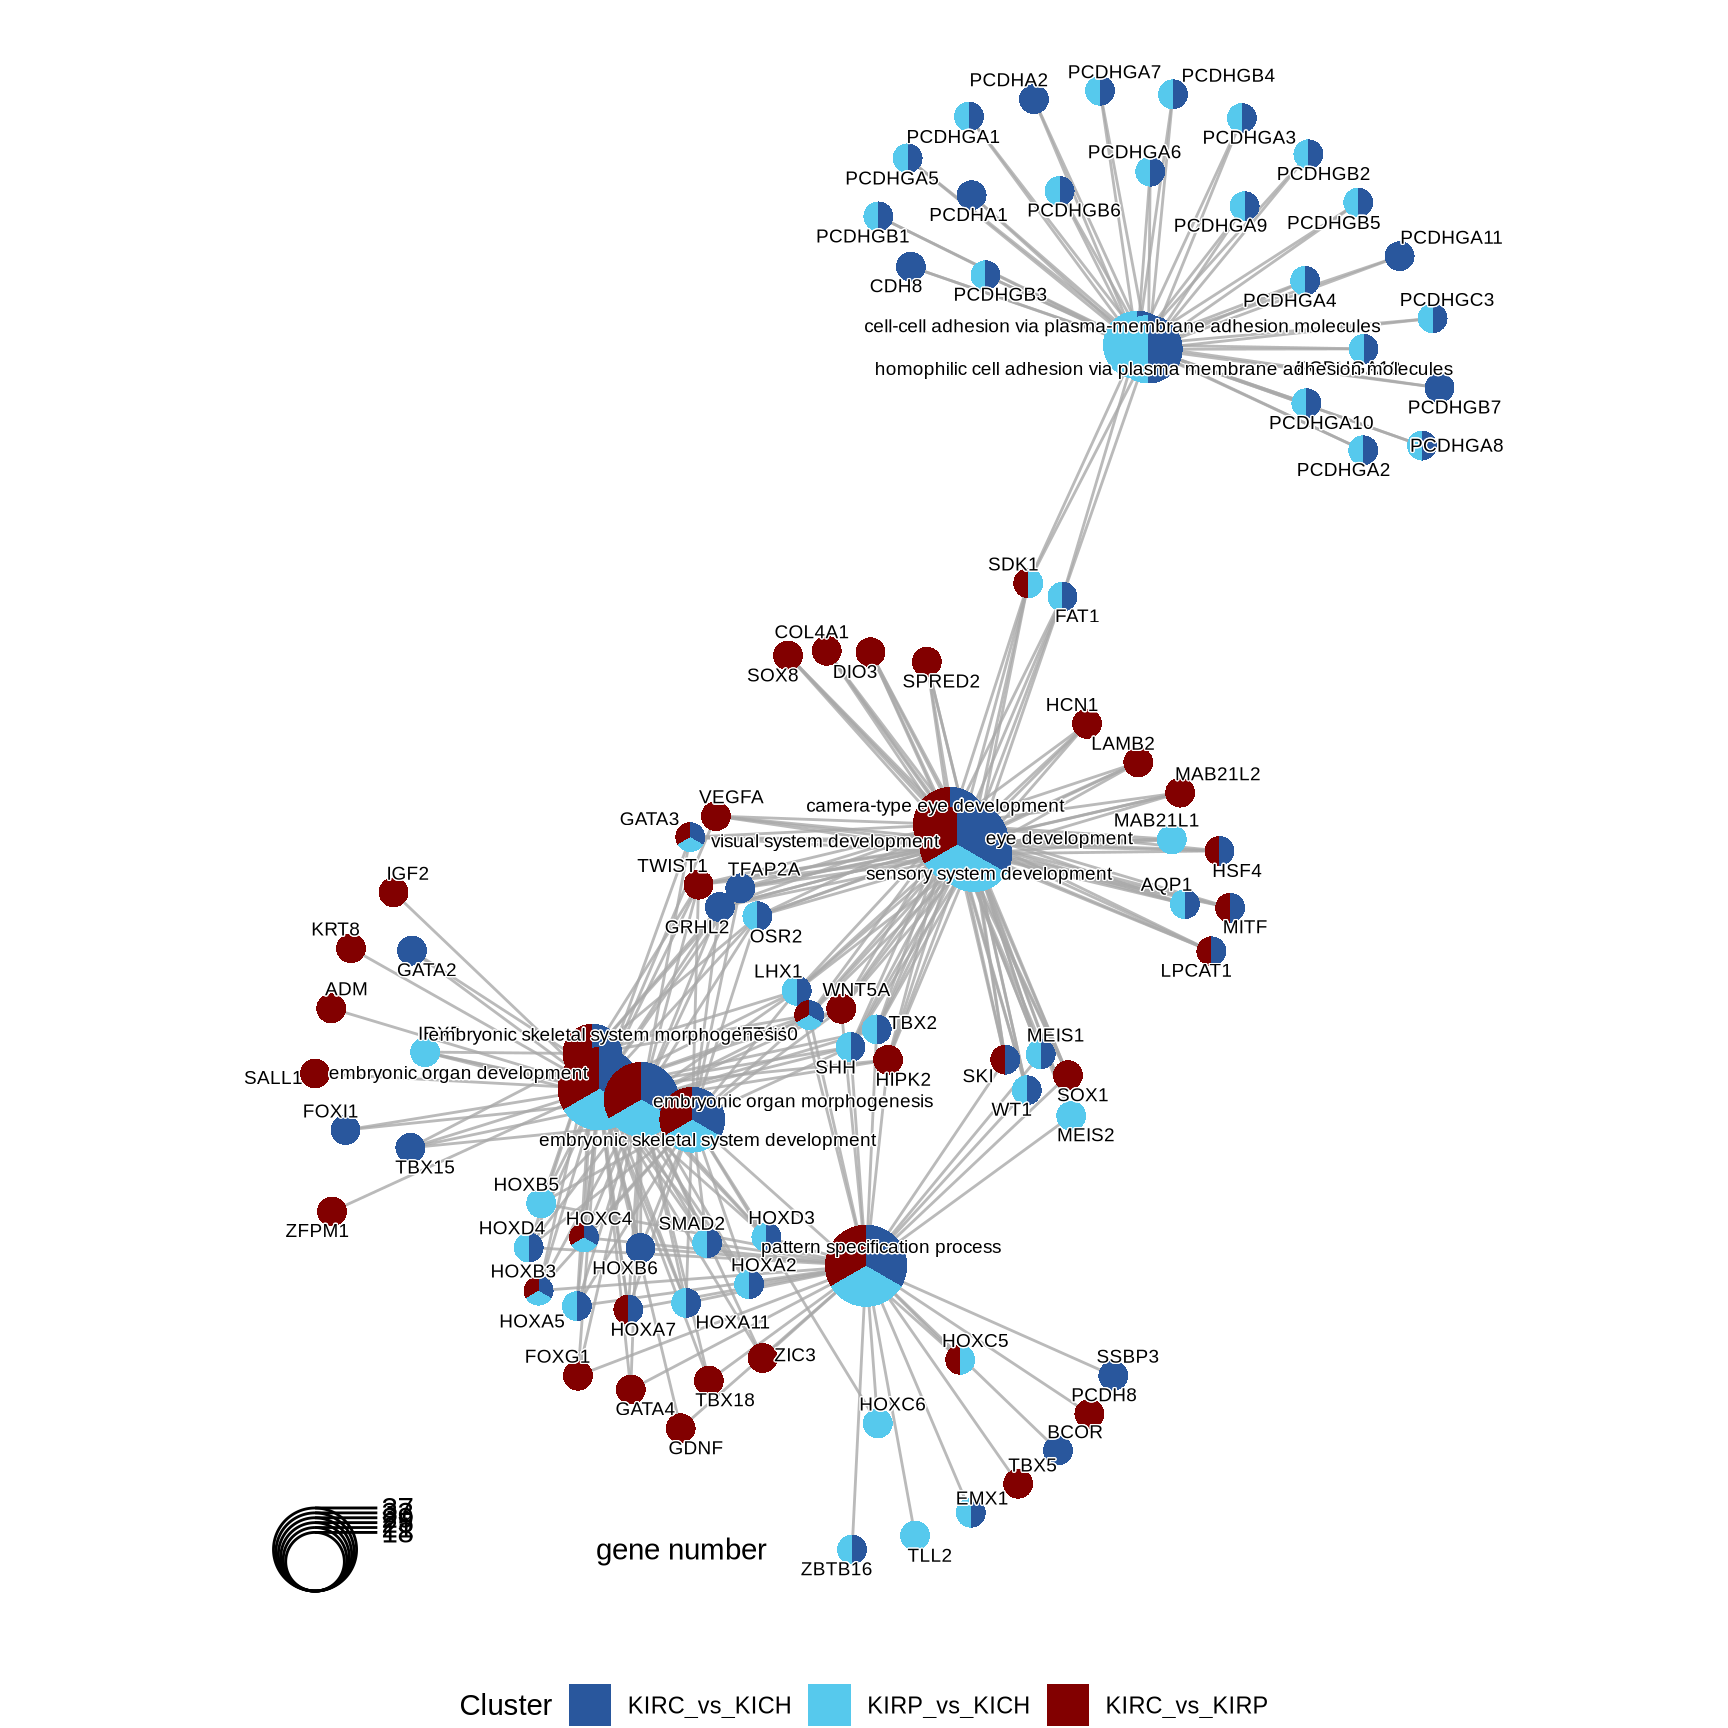 PCDHGA7
PCDHGB4
PCDHA2
PCDHGA1
PCDHGA3
PCDHGA6
PCDHGB2
PCDHGA5
PCDHA1
PCDHGB6
PCDHGA9
PCDHGB5
PCDHGB1
PCDHGA11
CDH8
PCDHGB3
PCDHGA4
PCDHGC3
cell-cell adhesion via plasma-membrane adhesion molecules
homophilic cell adhesion via plasma membrane adhesion molecules
PCDHGB7
PCDHGA10
PCDHGA8
PCDHGA2
SDK1
FAT1
COL4A1
SOX8
DIO3
SPRED2
HCN1
LAMB2
MAB21L2
VEGFA
camera-type eye development
GATA3
MAB21L1
visual system development
eye development
TWIST1
TFAP2A
sensory system development
HSF4
IGF2
AQP1
KRT8
GRHL2
OSR2
MITF
GATA2
LHX1
LPCAT1
ADM
WNT5A
TBX2
embryonic skeletal system morphogenesis
MEIS1
SHH
SALL1
embryonic organ development
HIPK2
SKI
SOX1
FOXI1
embryonic organ morphogenesis
WT1
embryonic skeletal system development
MEIS2
TBX15
HOXB5
ZFPM1
HOXD4
HOXC4
SMAD2
HOXD3
pattern specification process
HOXB3
HOXB6
HOXA2
HOXA5
HOXA7
HOXA11
HOXC5
FOXG1
ZIC3
SSBP3
PCDH8
GATA4
TBX18
HOXC6
BCOR
GDNF
TBX5
EMX1
37
gene number
TLL2
ZBTB16
Cluster
KIRC_vs_KICH
KIRP_vs_KICH
KIRC_vs_KIRP